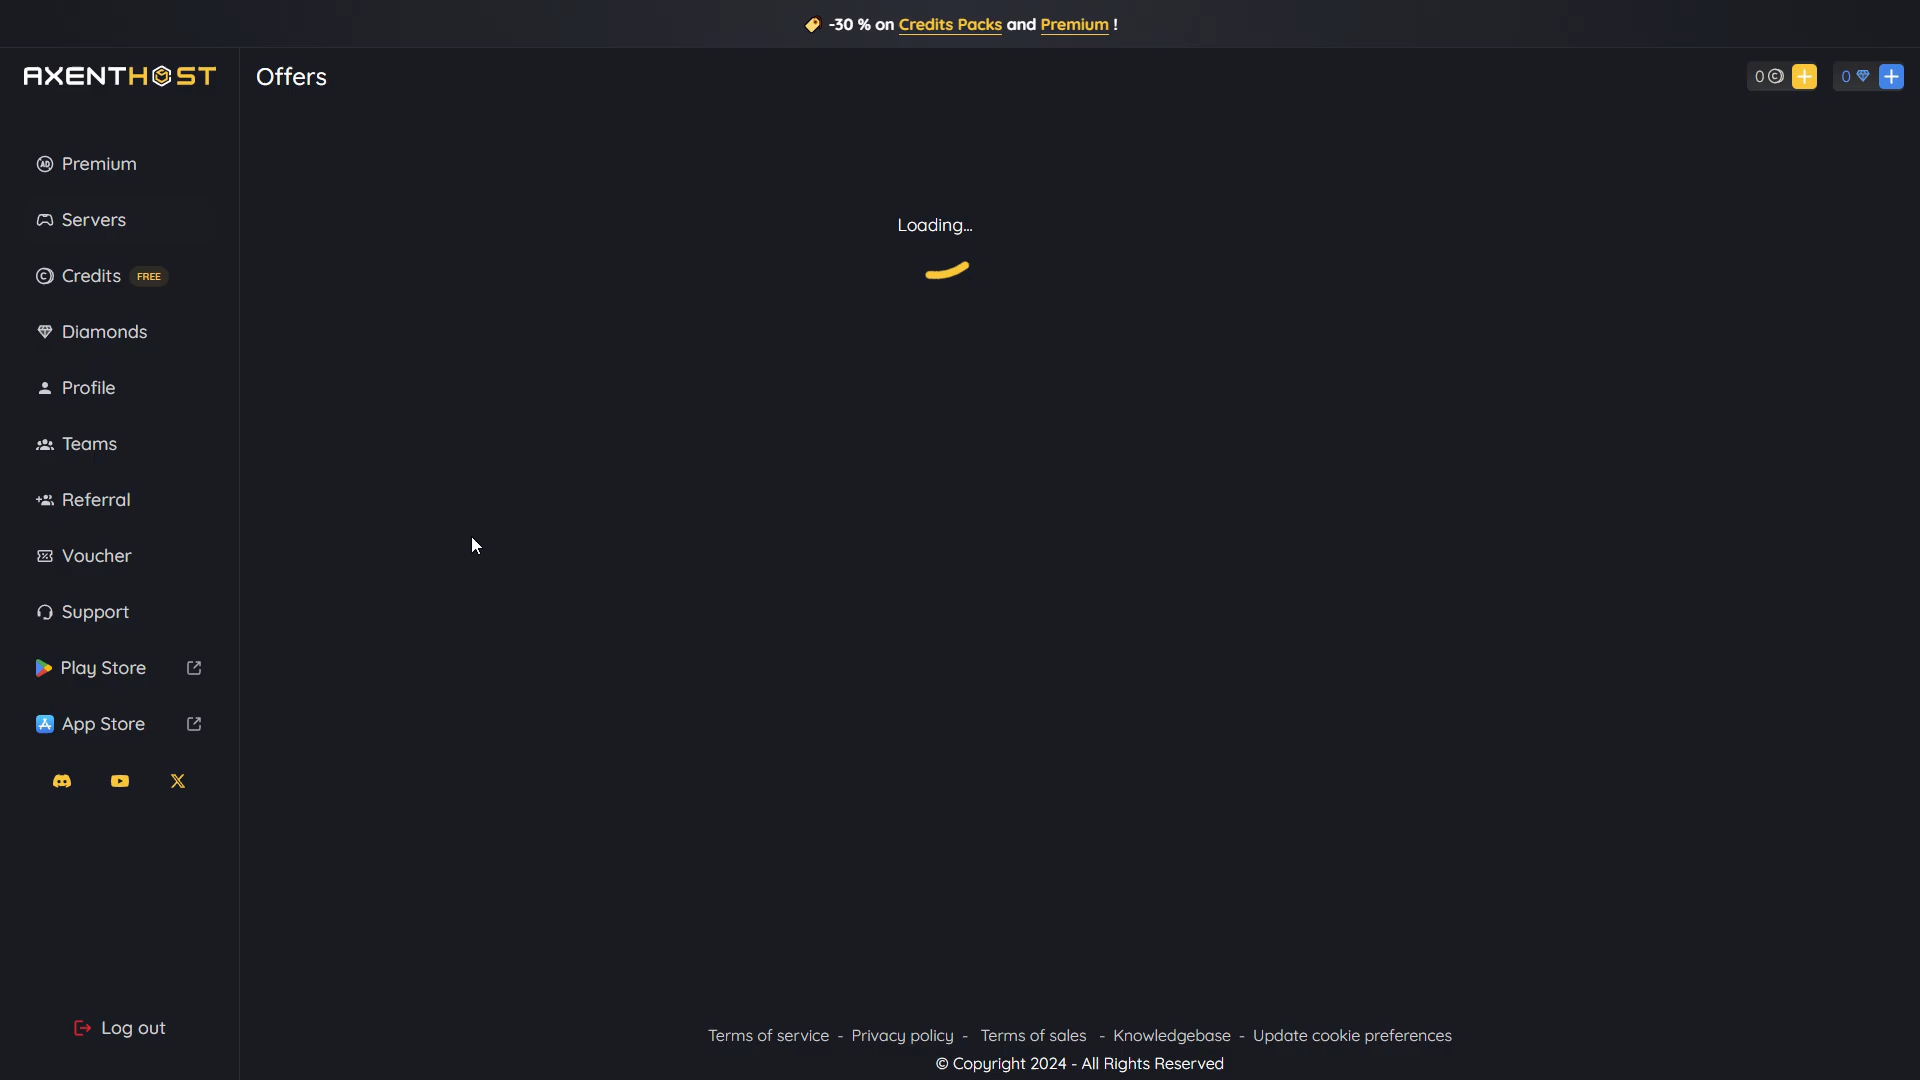 -30 % on Credits Packs and Premium !
AXENTHOST
Offers
0
0
Premium
Servers
Credits FREE
Diamonds
Profile
Teams
Referral
Voucher
Support
Play Store
App Store
Log out
Loading...
Terms of service - Privacy policy - Terms of sales - Knowledgebase - Update cookie preferences
© Copyright 2024 - All Rights Reserved